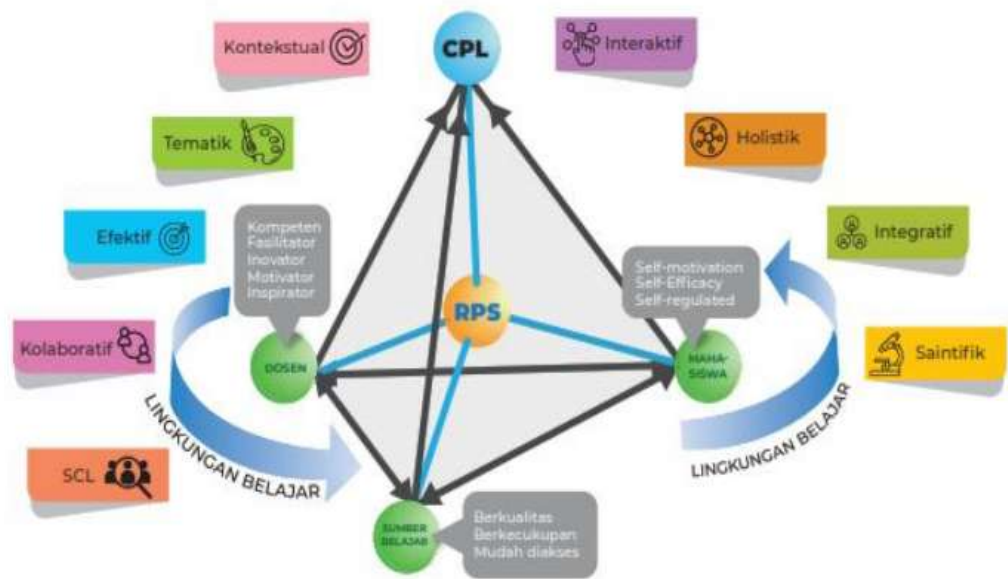 Kontekstual
CPL
Interaktif
Tematik
Holistik
Efektif
Kompeten
Fasilitator
Inovator
Motivator
Inspirator
Self-motivation
Self-Efficacy
Self-regulated
Integratif
RPS
Kolaboratif
DOSEN
MAHA-
SISWA
Saintifik
LINGKUNGAN BELAJAR
LINGKUNGAN BELAJAR
SCL
SUMBER
BELAJAR
Berkualitas
Berkecukupan
Mudah diakses